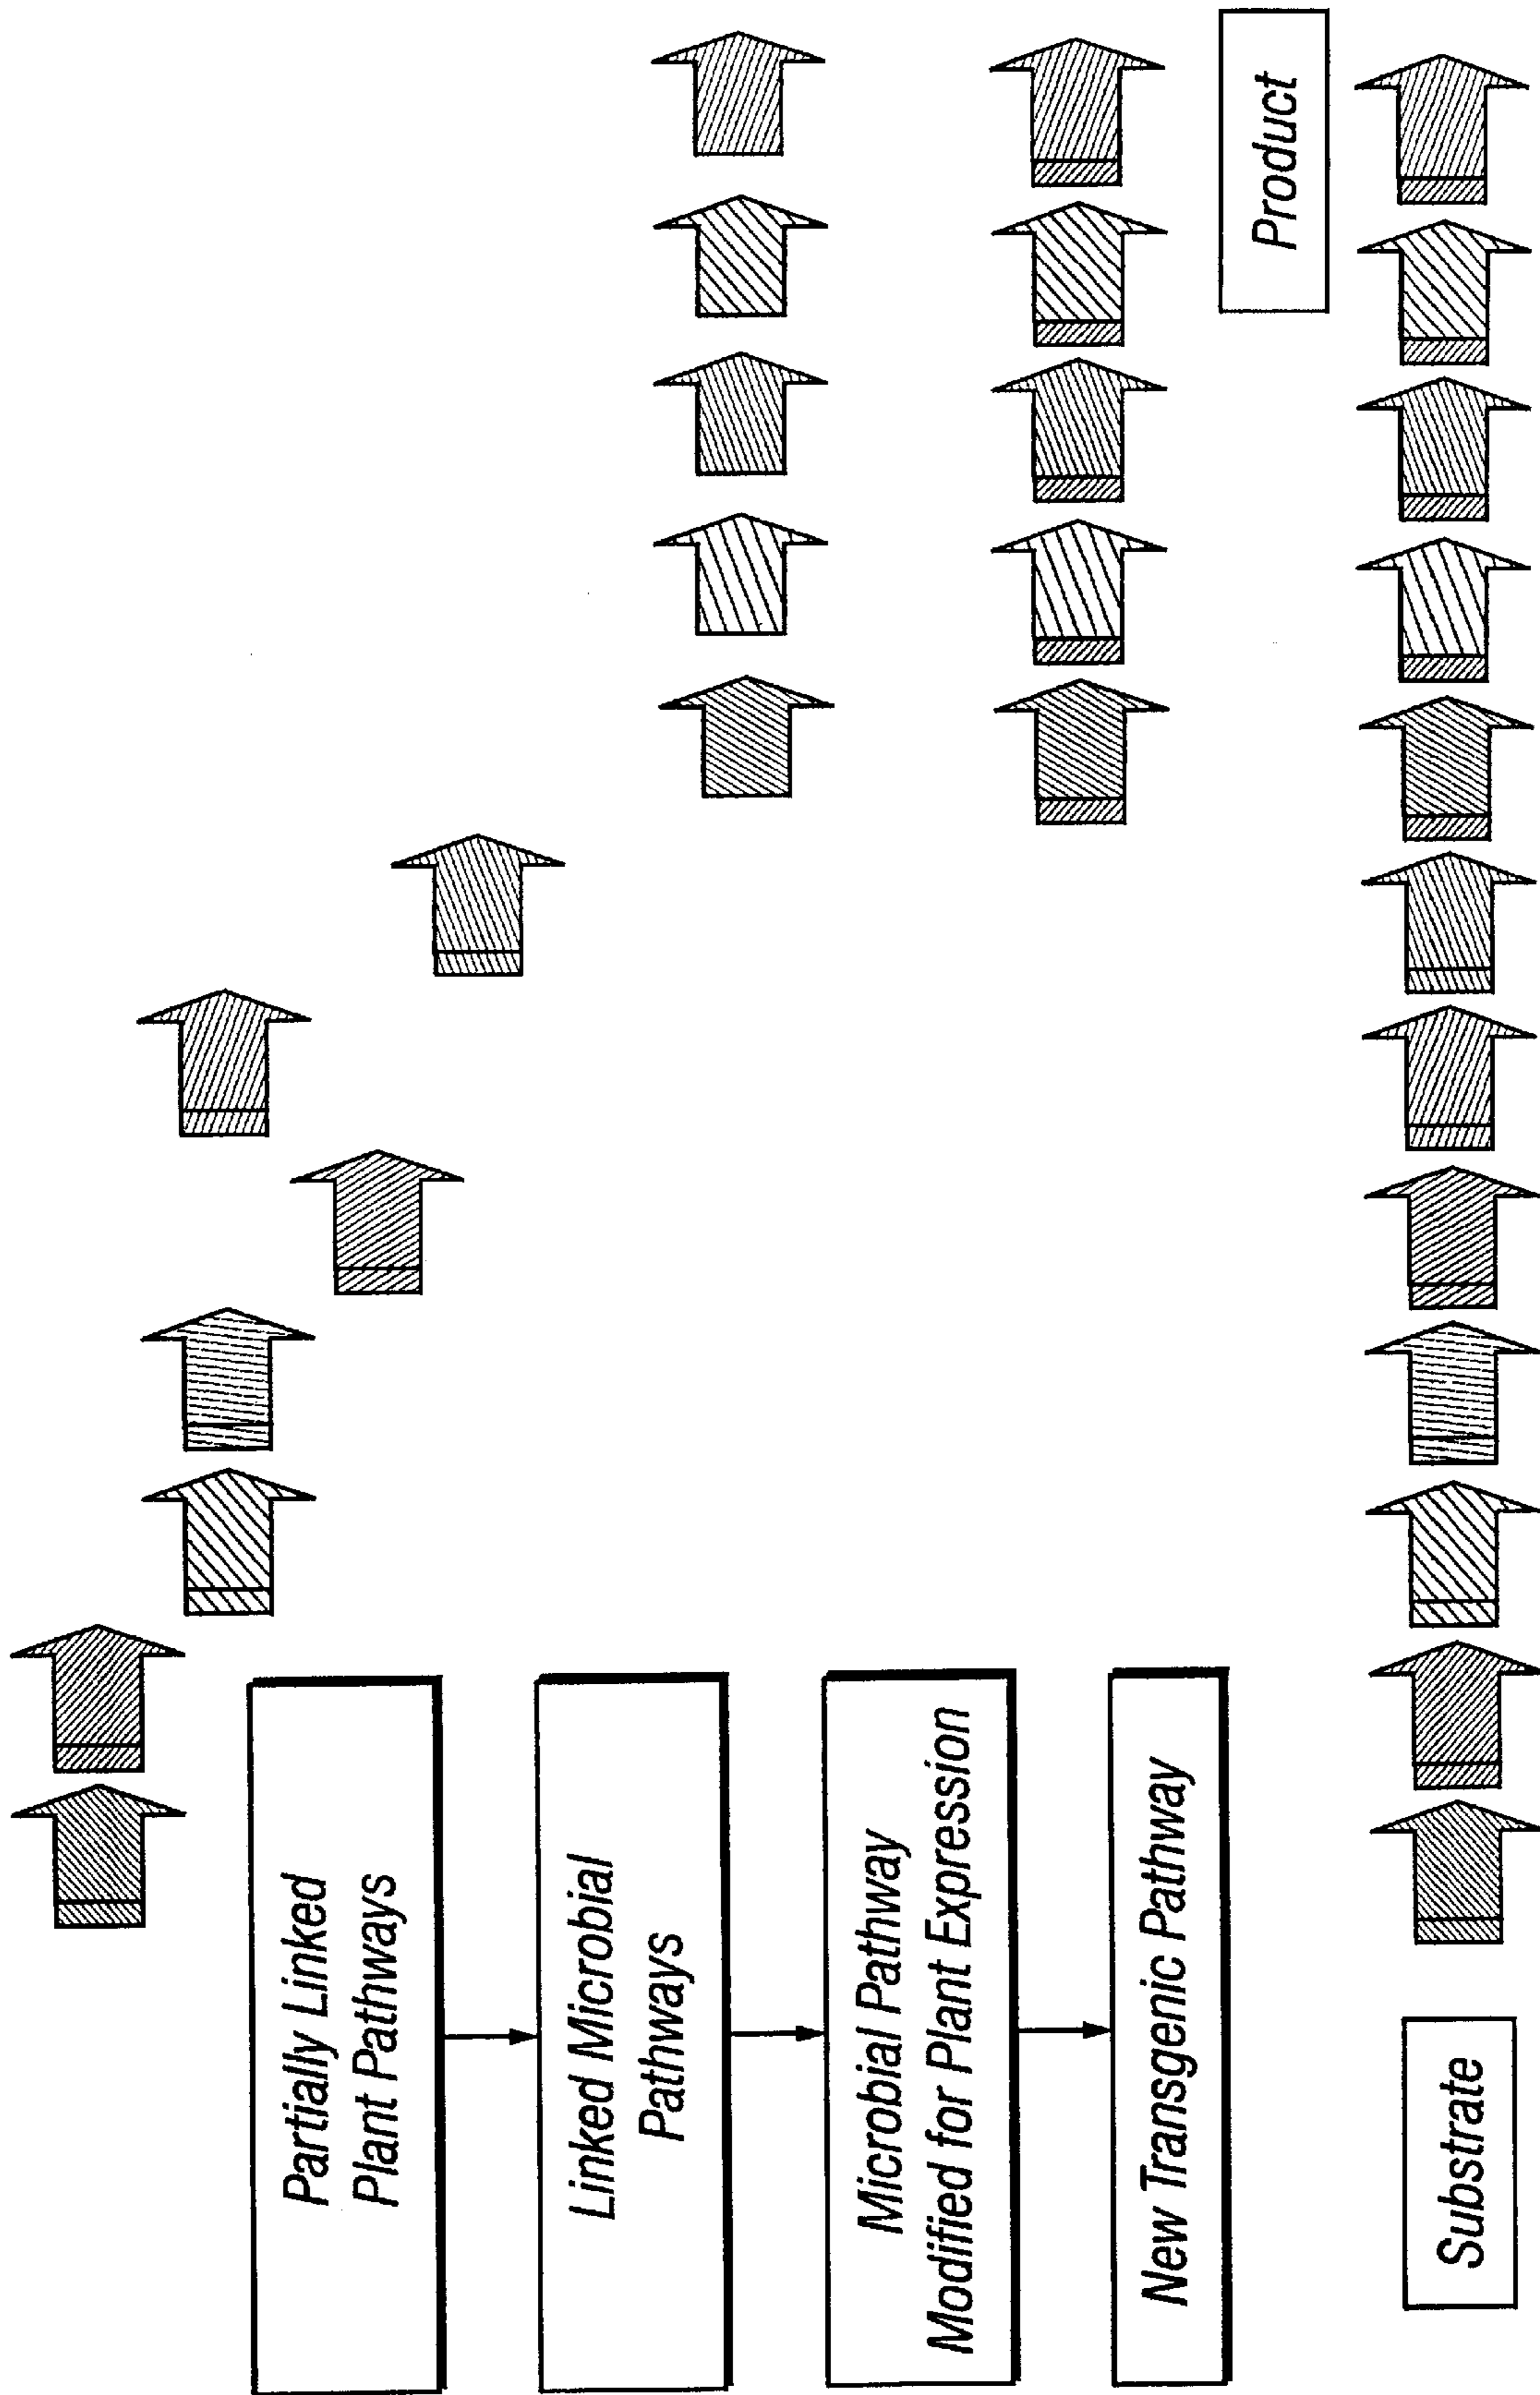 Partially Linked
Plant Pathways
Linked Microbial
Pathways
Microbial Pathway
Modified for Plant Expression
New Transgenic Pathway
Product
Substrate